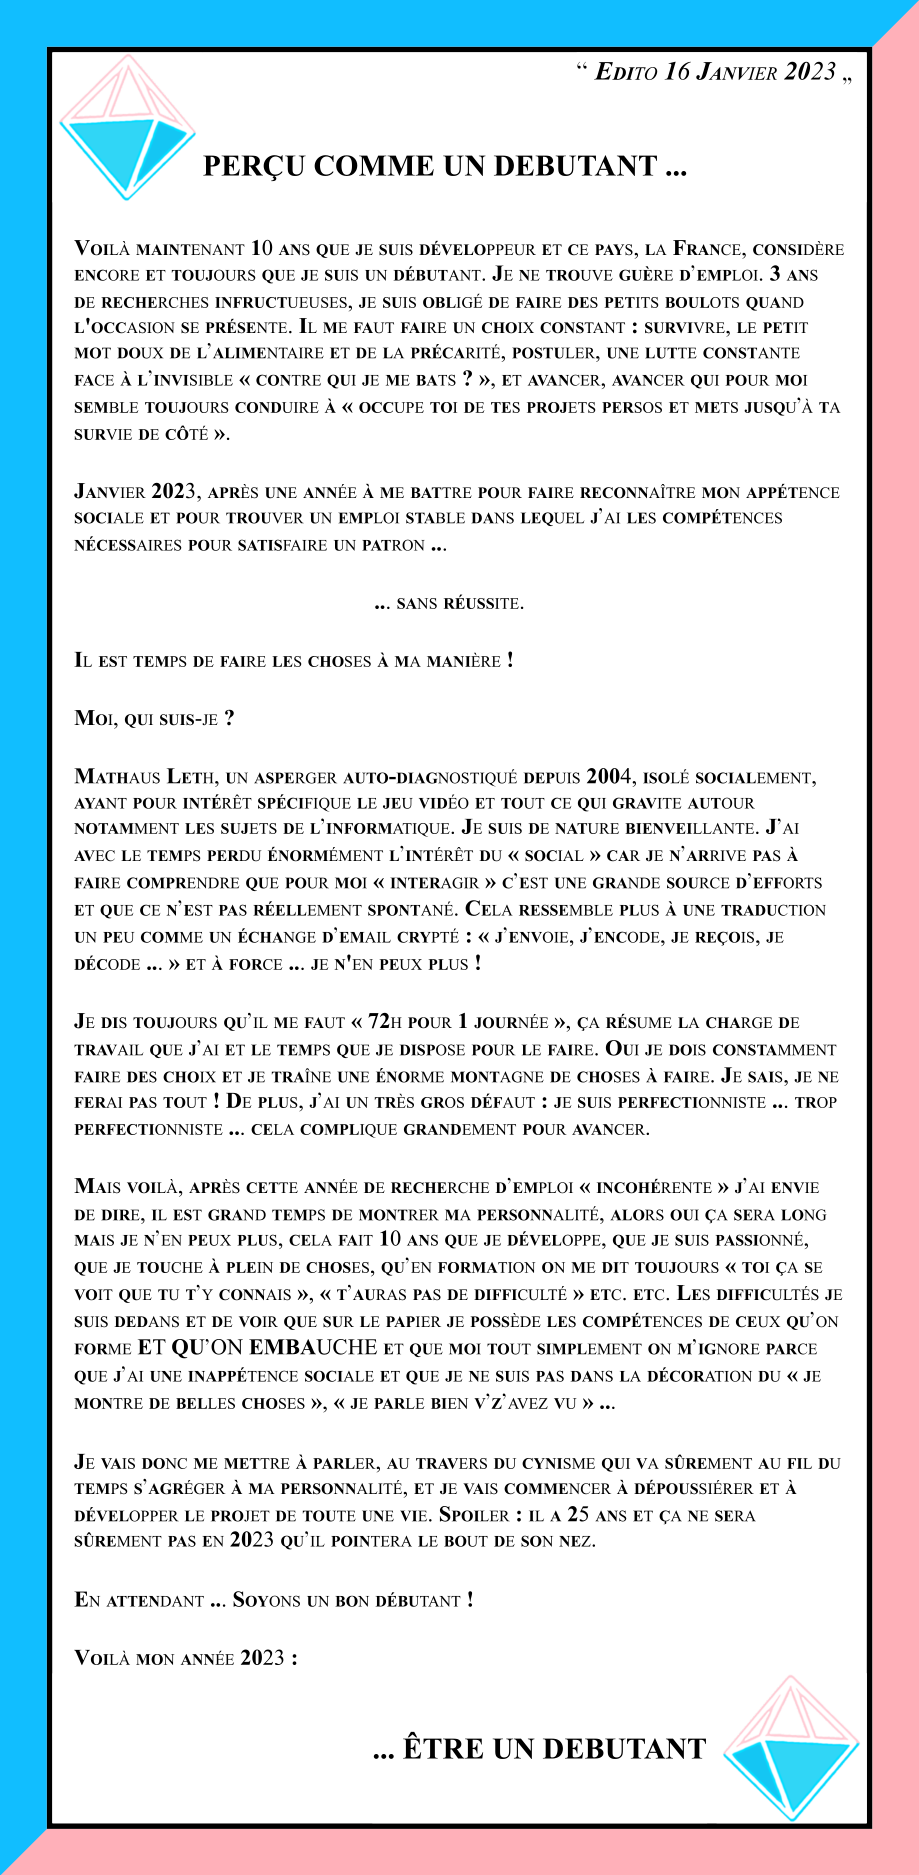 “ Edito 16 Janvier 2023 „
PERÇU COMME UN DEBUTANT ...
Voilà maintenant 10 ans que je suis développeur et ce pays, la France, considère
encore et toujours que je suis un débutant. Je ne trouve guère d’emploi. 3 ans
de recherches infructueuses, je suis obligé de faire des petits boulots quand
l'occasion se présente. Il me faut faire un choix constant : survivre, le petit
mot doux de l’alimentaire et de la précarité, postuler, une lutte constante
face à l’invisible « contre qui je me bats ? », et avancer, avancer qui pour moi
semble toujours conduire à « occupe toi de tes projets persos et mets jusqu’à ta
survie de côté ».
Janvier 2023, après une année à me battre pour faire reconnaître mon appétence
sociale et pour trouver un emploi stable dans lequel j’ai les compétences
nécessaires pour satisfaire un patron ...
... sans réussite.
Il est temps de faire les choses à ma manière !
Moi, qui suis-je ?
Mathaus Leth, un asperger auto-diagnostiqué depuis 2004, isolé socialement,
ayant pour intérêt spécifique le jeu vidéo et tout ce qui gravite autour
notamment les sujets de l’informatique. Je suis de nature bienveillante. J’ai
avec le temps perdu énormément l’intérêt du « social » car je n’arrive pas à
faire comprendre que pour moi « interagir » c’est une grande source d’efforts
et que ce n’est pas réellement spontané. Cela ressemble plus à une traduction
un peu comme un échange d’email crypté : « j’envoie, j’encode, je reçois, je
décode ... » et à force ... je n'en peux plus !
Je dis toujours qu’il me faut « 72h pour 1 journée », ça résume la charge de
travail que j’ai et le temps que je dispose pour le faire. Oui je dois constamment
faire des choix et je traîne une énorme montagne de choses à faire. Je sais, je ne
ferai pas tout ! De plus, j’ai un très gros défaut : je suis perfectionniste ... trop
perfectionniste ... cela complique grandement pour avancer.
Mais voilà, après cette année de recherche d’emploi « incohérente » j’ai envie
de dire, il est grand temps de montrer ma personnalité, alors oui ça sera long
mais je n’en peux plus, cela fait 10 ans que je développe, que je suis passionné,
que je touche à plein de choses, qu’en formation on me dit toujours « toi ça se
voit que tu t’y connais », « t’auras pas de difficulté » etc. etc. Les difficultés je
suis dedans et de voir que sur le papier je possède les compétences de ceux qu’on
forme ET QU’ON EMBAUCHE et que moi tout simplement on m’ignore parce
que j’ai une inappétence sociale et que je ne suis pas dans la décoration du « je
montre de belles choses », « je parle bien v’z’avez vu » ...
Je vais donc me mettre à parler, au travers du cynisme qui va sûrement au fil du
temps s’agréger à ma personnalité, et je vais commencer à dépoussiérer et à
développer le projet de toute une vie. Spoiler : il a 25 ans et ça ne sera
sûrement pas en 2023 qu’il pointera le bout de son nez.
En attendant ... Soyons un bon débutant !
Voilà mon année 2023 :
... ÊTRE UN DEBUTANT